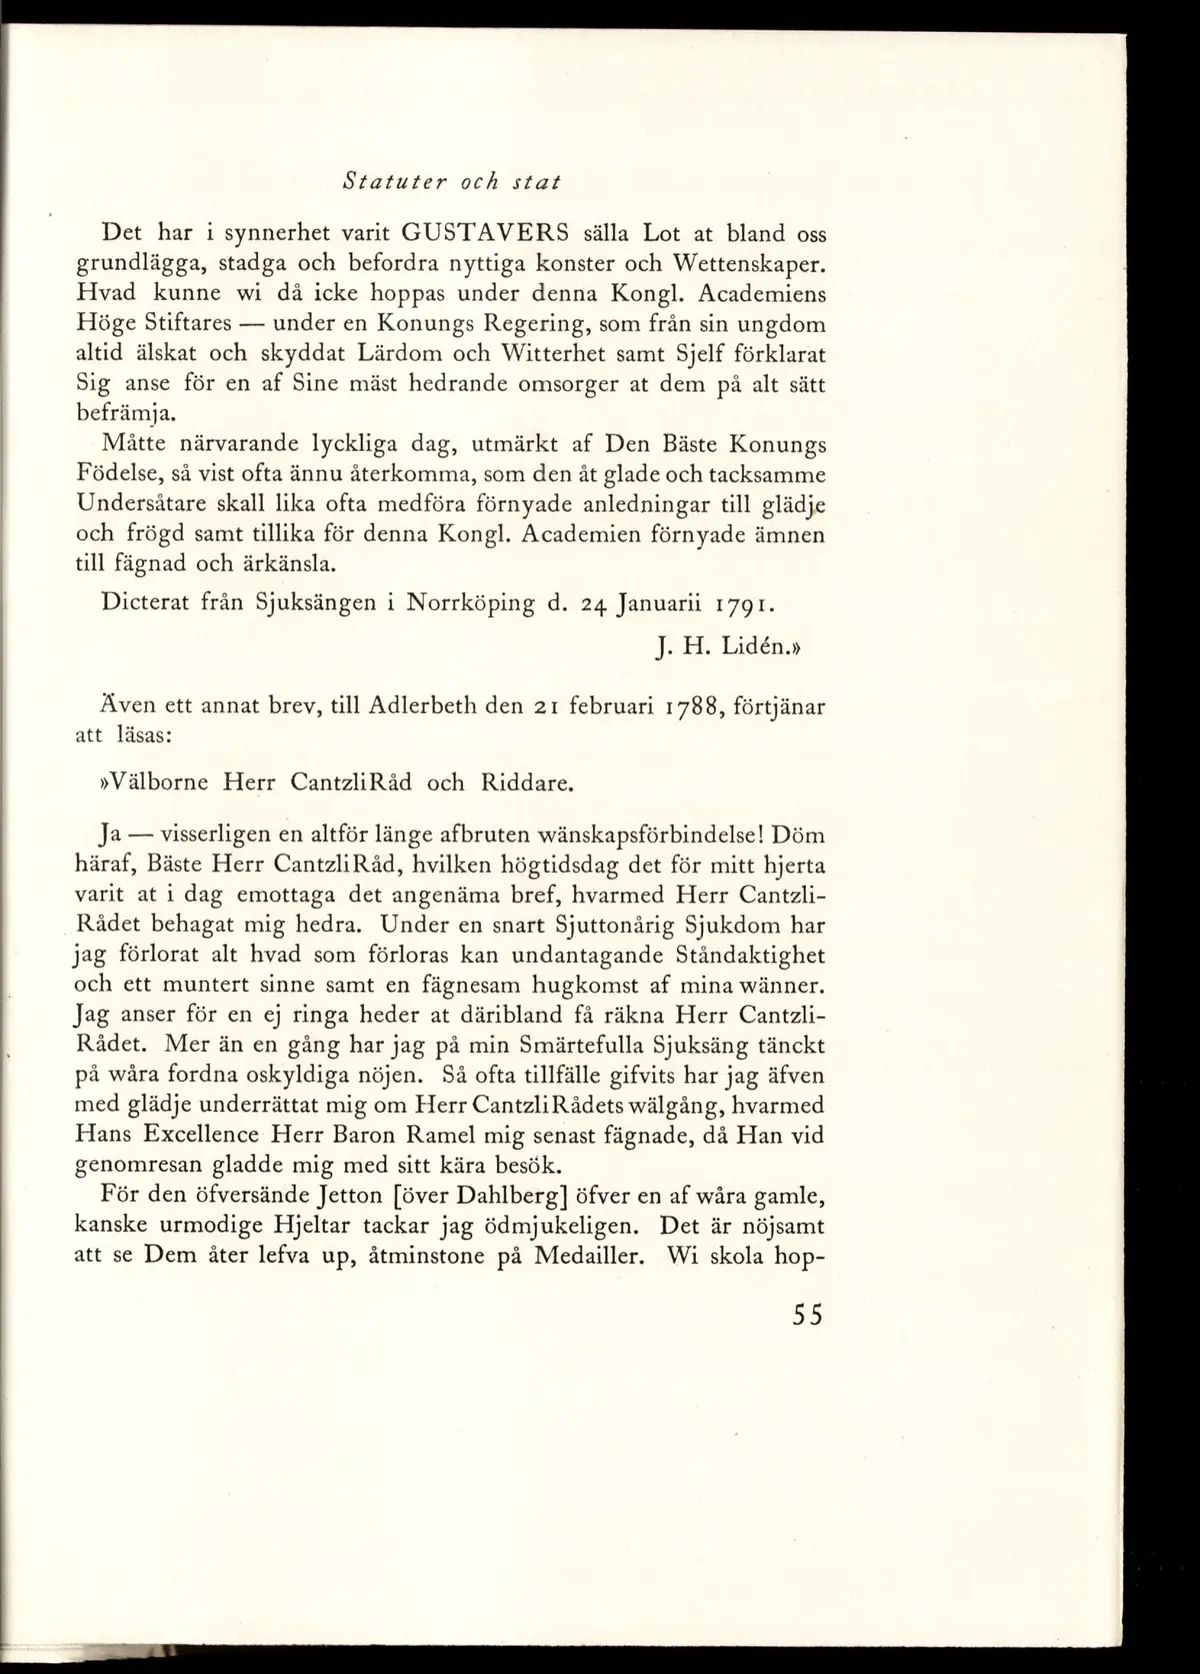 Statuter och stat
Det har i synnerhet varit GUSTAVERS sälla Lot at bland oss
grundlägga, stadga och befordra nyttiga konster och Wettenskaper.
Hvad kunne wi då icke hoppas under denna Kongl. Academiens
Höge Stiftares — under en Konungs Regering, som från sin ungdom
altid älskat och skyddat Lärdom och Witterhet samt Sjelf förklarat
Sig anse för en af Sine mäst hedrande omsorger at dem på alt sätt
befrämja.
Måtte närvarande lyckliga dag, utmärkt af Den Bäste Konungs
Födelse, så vist ofta ännu återkomma, som den åt glade och tacksamme
Undersåtare skall lika ofta medföra förnyade anledningar till glädje
och frögd samt tillika för denna Kongl. Academien förnyade ämnen
till fägnad och ärkänsla.
Dicterat från Sjuksängen i Norrköping d. 24 Januarii 1791.
J. H. Lidén.»
Även ett annat brev, till Adlerbeth den 21 februari 1788, förtjänar
att läsas:
»Välborne Herr CantzliRåd och Riddare.
Ja — visserligen en altför länge afbruten wänskapsförbindelse! Döm
häraf, Bäste Herr CantzliRåd, hvilken högtidsdag det för mitt hjerta
varit at i dag emottaga det angenäma bref, hvarmed Herr Cantzli-
Rådet behagat mig hedra. Under en snart Sjuttonårig Sjukdom har
jag förlorat alt hvad som förloras kan undantagande Ståndaktighet
och ett muntert sinne samt en fägnesam hugkomst af mina wänner.
Jag anser för en ej ringa heder at däribland få räkna Herr Cantzli-
Rådet. Mer än en gång har jag på min Smärtefulla Sjuksäng tänckt
på wåra fordna oskyldiga nöjen. Så ofta tillfälle gifvits har jag äfven
med glädje underrättat mig om Herr CantzliRådets wälgång, hvarmed
Hans Excellence Herr Baron Ramel mig senast fägnade, då Han vid
genomresan gladde mig med sitt kära besök.
För den öfversände Jetton [över Dahlberg] öfver en af wåra gamle,
kanske urmodige Hjeltar tackar jag ödmjukeligen. Det är nöjsamt
att se Dem åter lefva up, åtminstone på Medailler. Wi skola hop-
55